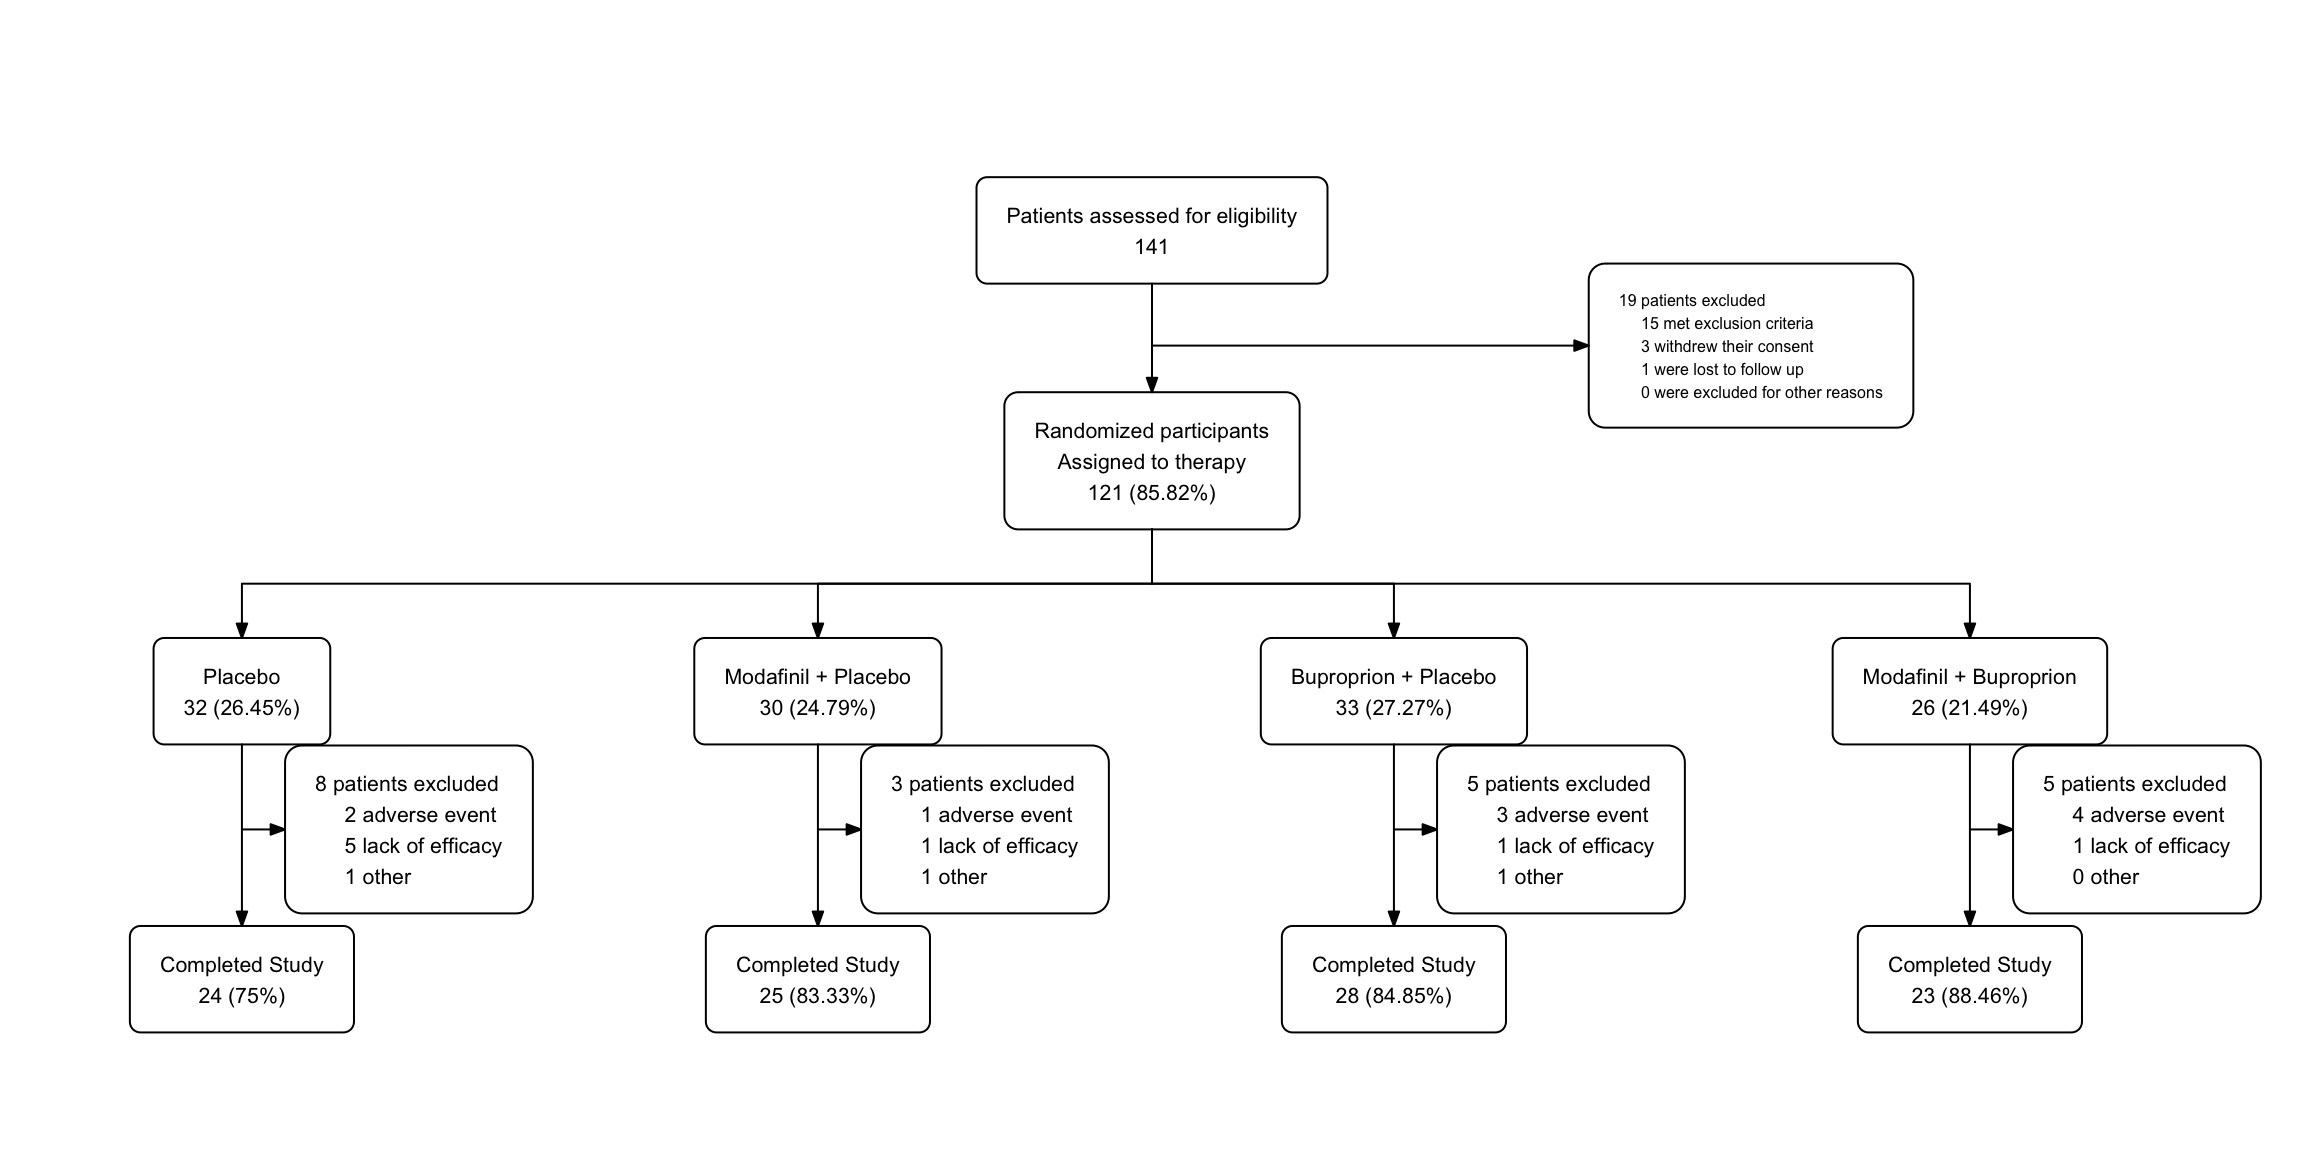 Patients assessed for eligibility
141
19 patients excluded
15 met exclusion criteria
3 withdrew their consent
1 were lost to follow up
0 were excluded for other reasons
Randomized participants
Assigned to therapy
121 (85.82%)
Placebo
32 (26.45%)
Modafinil + Placebo
30 (24.79%)
Buproprion + Placebo
33 (27.27%)
Modafinil + Buproprion
26 (21.49%)
8 patients excluded
2 adverse event
5 lack of efficacy
1 other
3 patients excluded
1 adverse event
1 lack of efficacy
1 other
5 patients excluded
3 adverse event
1 lack of efficacy
1 other
5 patients excluded
4 adverse event
1 lack of efficacy
0 other
Completed Study
24 (75%)
Completed Study
25 (83.33%)
Completed Study
28 (84.85%)
Completed Study
23 (88.46%)